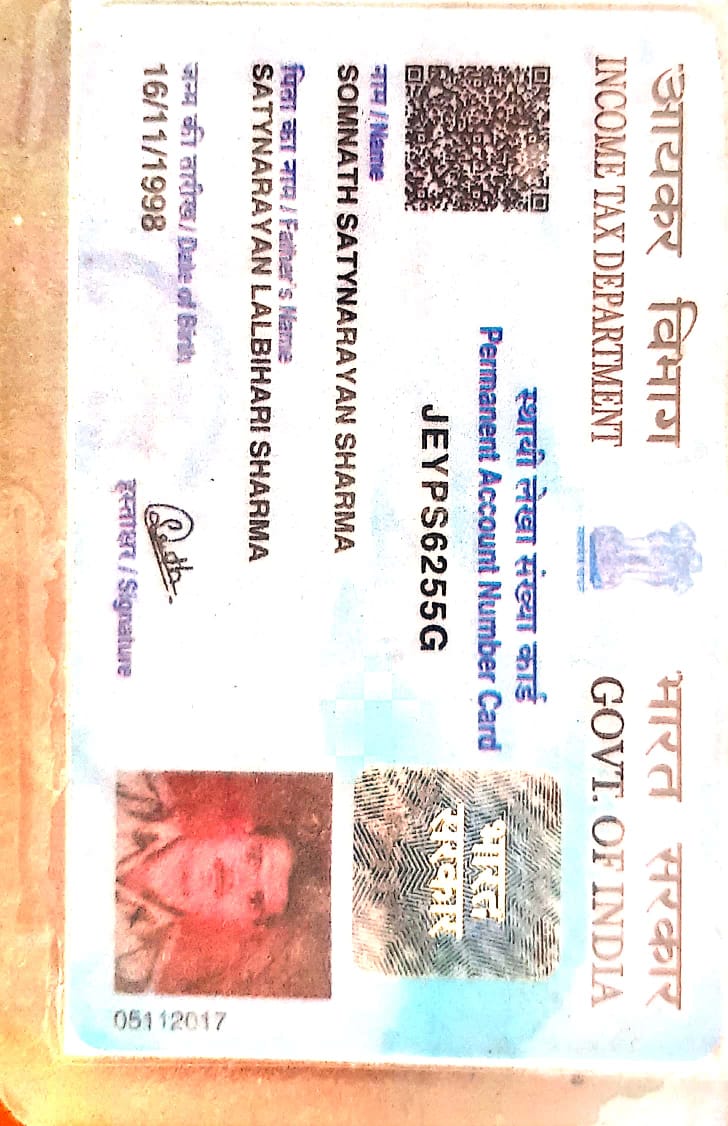 आयकर विभाग
INCOME TAX DEPARTMENT
भारत सरकार
GOVT. OF INDIA
स्थायी लेखा संख्या कार्ड
Permanent Account Number Card
JEYPS6255G
नाम / Name
SOMNATH SATYNARAYAN SHARMA
पिता का नाम / Father's Name
SATYNARAYAN LALBIHARI SHARMA
जन्म की तारीख / Date of Birth
16/11/1998
हस्ताक्षर / Signature
भारत
सरकार
05112017